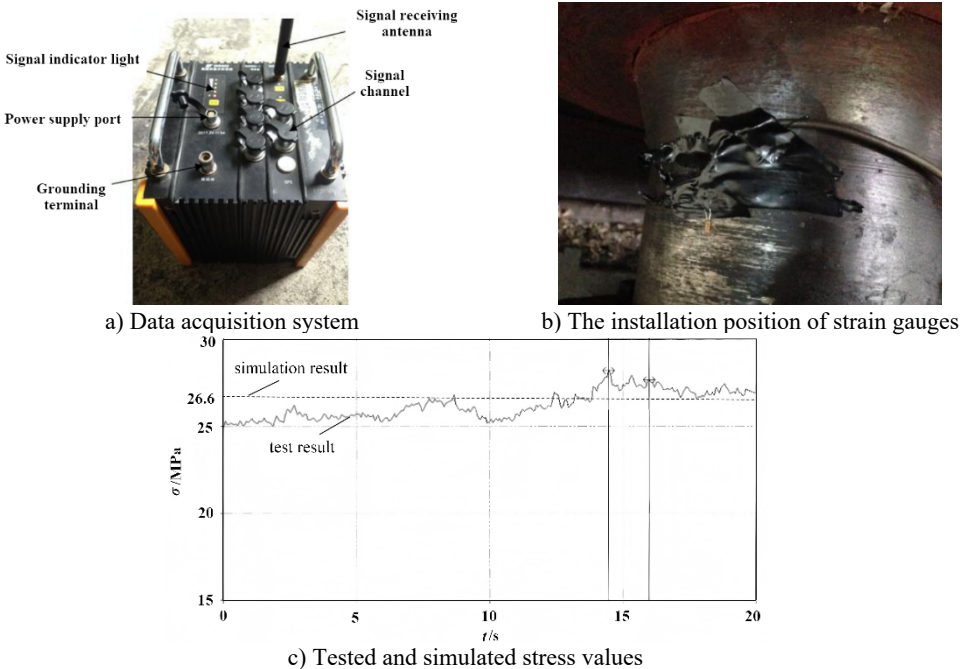 Signal receiving
antenna
Signal indicator light
Signal
channel
Power supply port
Grounding
terminal
a) Data acquisition system
b) The installation position of strain gauges
30
simulation result
26.6
25
test result
σ/MPa
20
15
0
5
10
15
20
t/s
c) Tested and simulated stress values